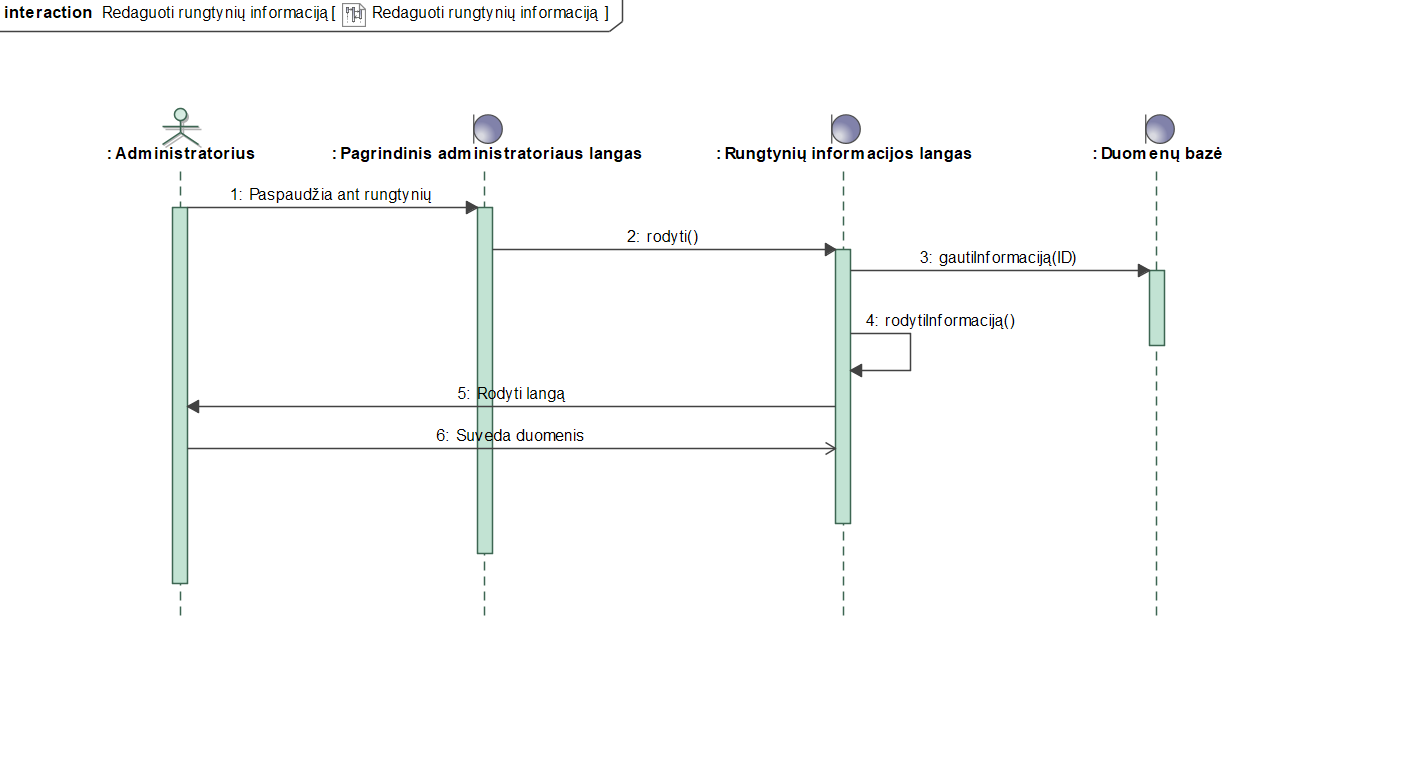 interaction Redaguoti rungtynių informaciją [ Redaguoti rungtynių informaciją ]
: Administratorius
: Pagrindinis administratoriaus langas
: Rungtynių informacijos langas
: Duomenų bazė
1: Paspaudžia ant rungtynių
2: rodyti()
3: gautiInformaciją(ID)
4: rodytiInformaciją()
5: Rodyti langą
6: Suveda duomenis